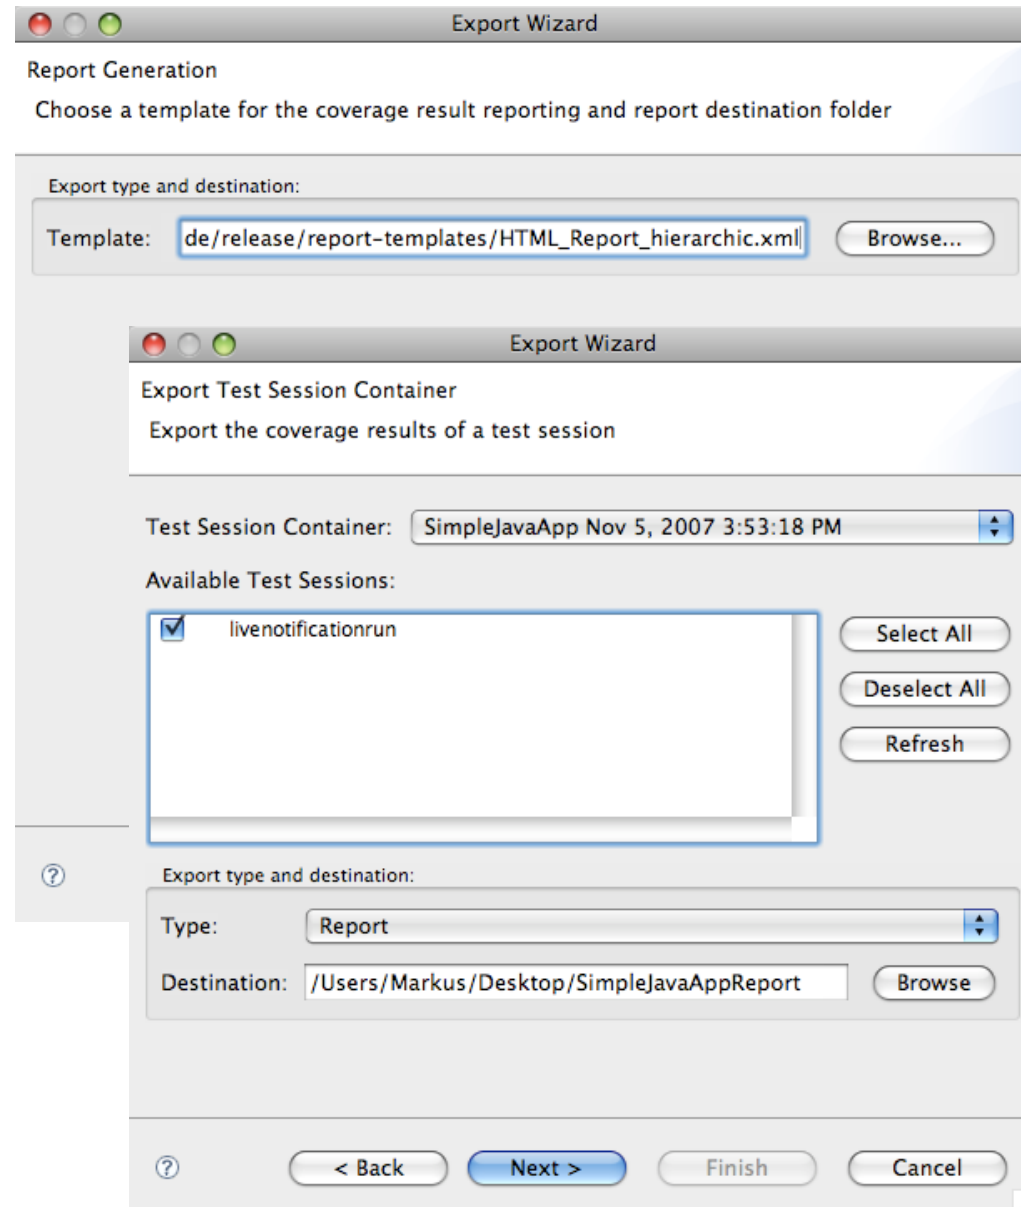 Export Wizard
Report Generation
Choose a template for the coverage result reporting and report destination folder
Export type and destination:
Template: de/release/report-templates/HTML_Report_hierarchic.xml Browse...
Export Wizard
Export Test Session Container
Export the coverage results of a test session
Test Session Container: SimpleJavaApp Nov 5, 2007 3:53:18 PM
Available Test Sessions:
livenotificationrun
Select All
Deselect All
Refresh
?
Export type and destination:
Type: Report
Destination: /Users/Markus/Desktop/SimpleJavaAppReport Browse
? < Back Next > Finish Cancel